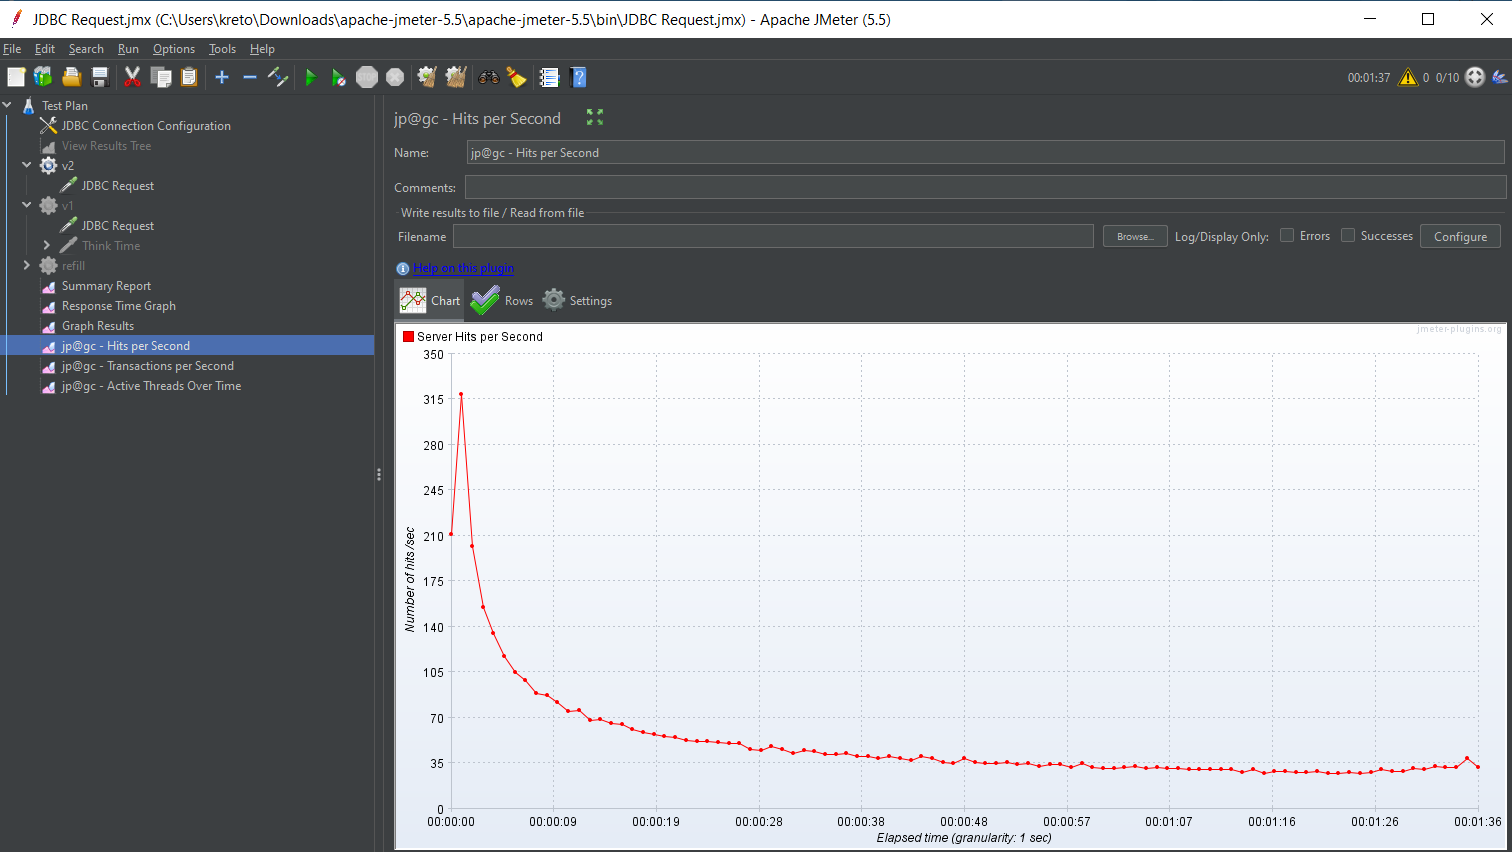 JDBC Request.jmx (C:\Users\kreto\Downloads\apache-jmeter-5.5\apache-jmeter-5.5\bin\JDBC Request.jmx) - Apache JMeter (5.5)
File Edit Search Run Options Tools Help
STOP
00:01:37 0 0/10
Test Plan
JDBC Connection Configuration
View Results Tree
v2
JDBC Request
v1
JDBC Request
Think Time
refill
Summary Report
Response Time Graph
Graph Results
jp@gc - Hits per Second
jp@gc - Transactions per Second
jp@gc - Active Threads Over Time
jp@gc - Hits per Second
Name: jp@gc - Hits per Second
Comments:
Write results to file / Read from file
Filename Browse... Log/Display Only: Errors Successes Configure
Help on this plugin
Chart Rows Settings
Server Hits per Second
jmeter-plugins.org
350
315
280
245
210
175
140
105
70
35
0
Number of hits /sec
00:00:00 00:00:09 00:00:19 00:00:28 00:00:38 00:00:48 00:00:57 00:01:07 00:01:16 00:01:26 00:01:36
Elapsed time (granularity: 1 sec)